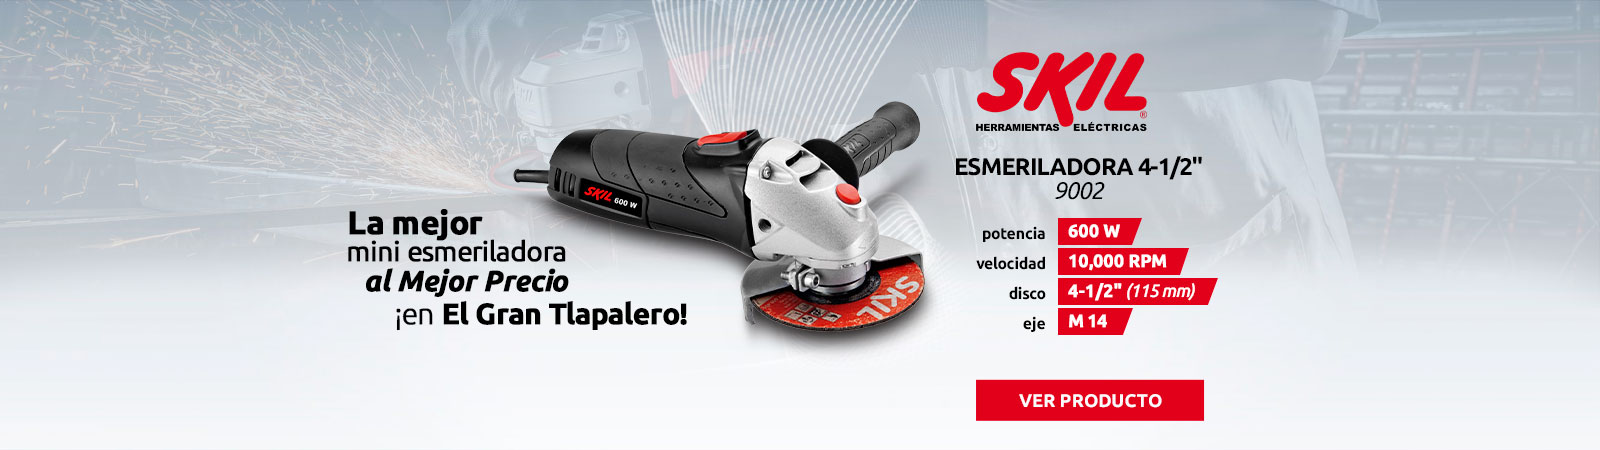 La mejor
mini esmeriladora
al Mejor Precio
¡en El Gran Tlapalero!
SKIL 600 W
SKIL
SKIL®
HERRAMIENTAS ELÉCTRICAS
ESMERILADORA 4-1/2"
9002
potencia 600 W
velocidad 10,000 RPM
disco 4-1/2" (115 mm)
eje M 14
VER PRODUCTO